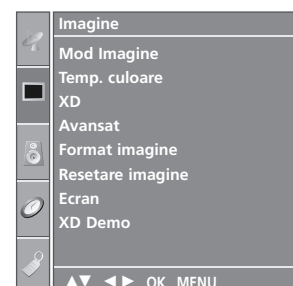 Imagine
Mod Imagine
Temp. culoare
XD
Avansat
Format imagine
Resetare imagine
Ecran
XD Demo
▲▼ ◄► OK MENU